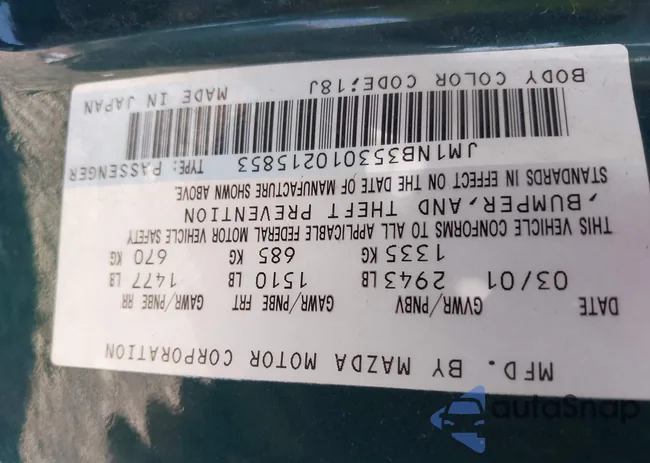 MFD. BY MAZDA MOTOR CORPORATION
DATE GVWR/PNBV GAWR/PNBE FRT GAWR/PNBE RR
03/01 2943 LB 1510 LB 1477 LB
1335 KG 685 KG 670 KG
THIS VEHICLE CONFORMS TO ALL APPLICABLE FEDERAL MOTOR VEHICLE SAFETY
,BUMPER,AND THEFT PREVENTION
STANDARDS IN EFFECT ON THE DATE OF MANUFACTURE SHOWN ABOVE.
JM1NB353010215853 TYPE: PASSENGER
BODY COLOR CODE;18J MADE IN JAPAN
autoSnap